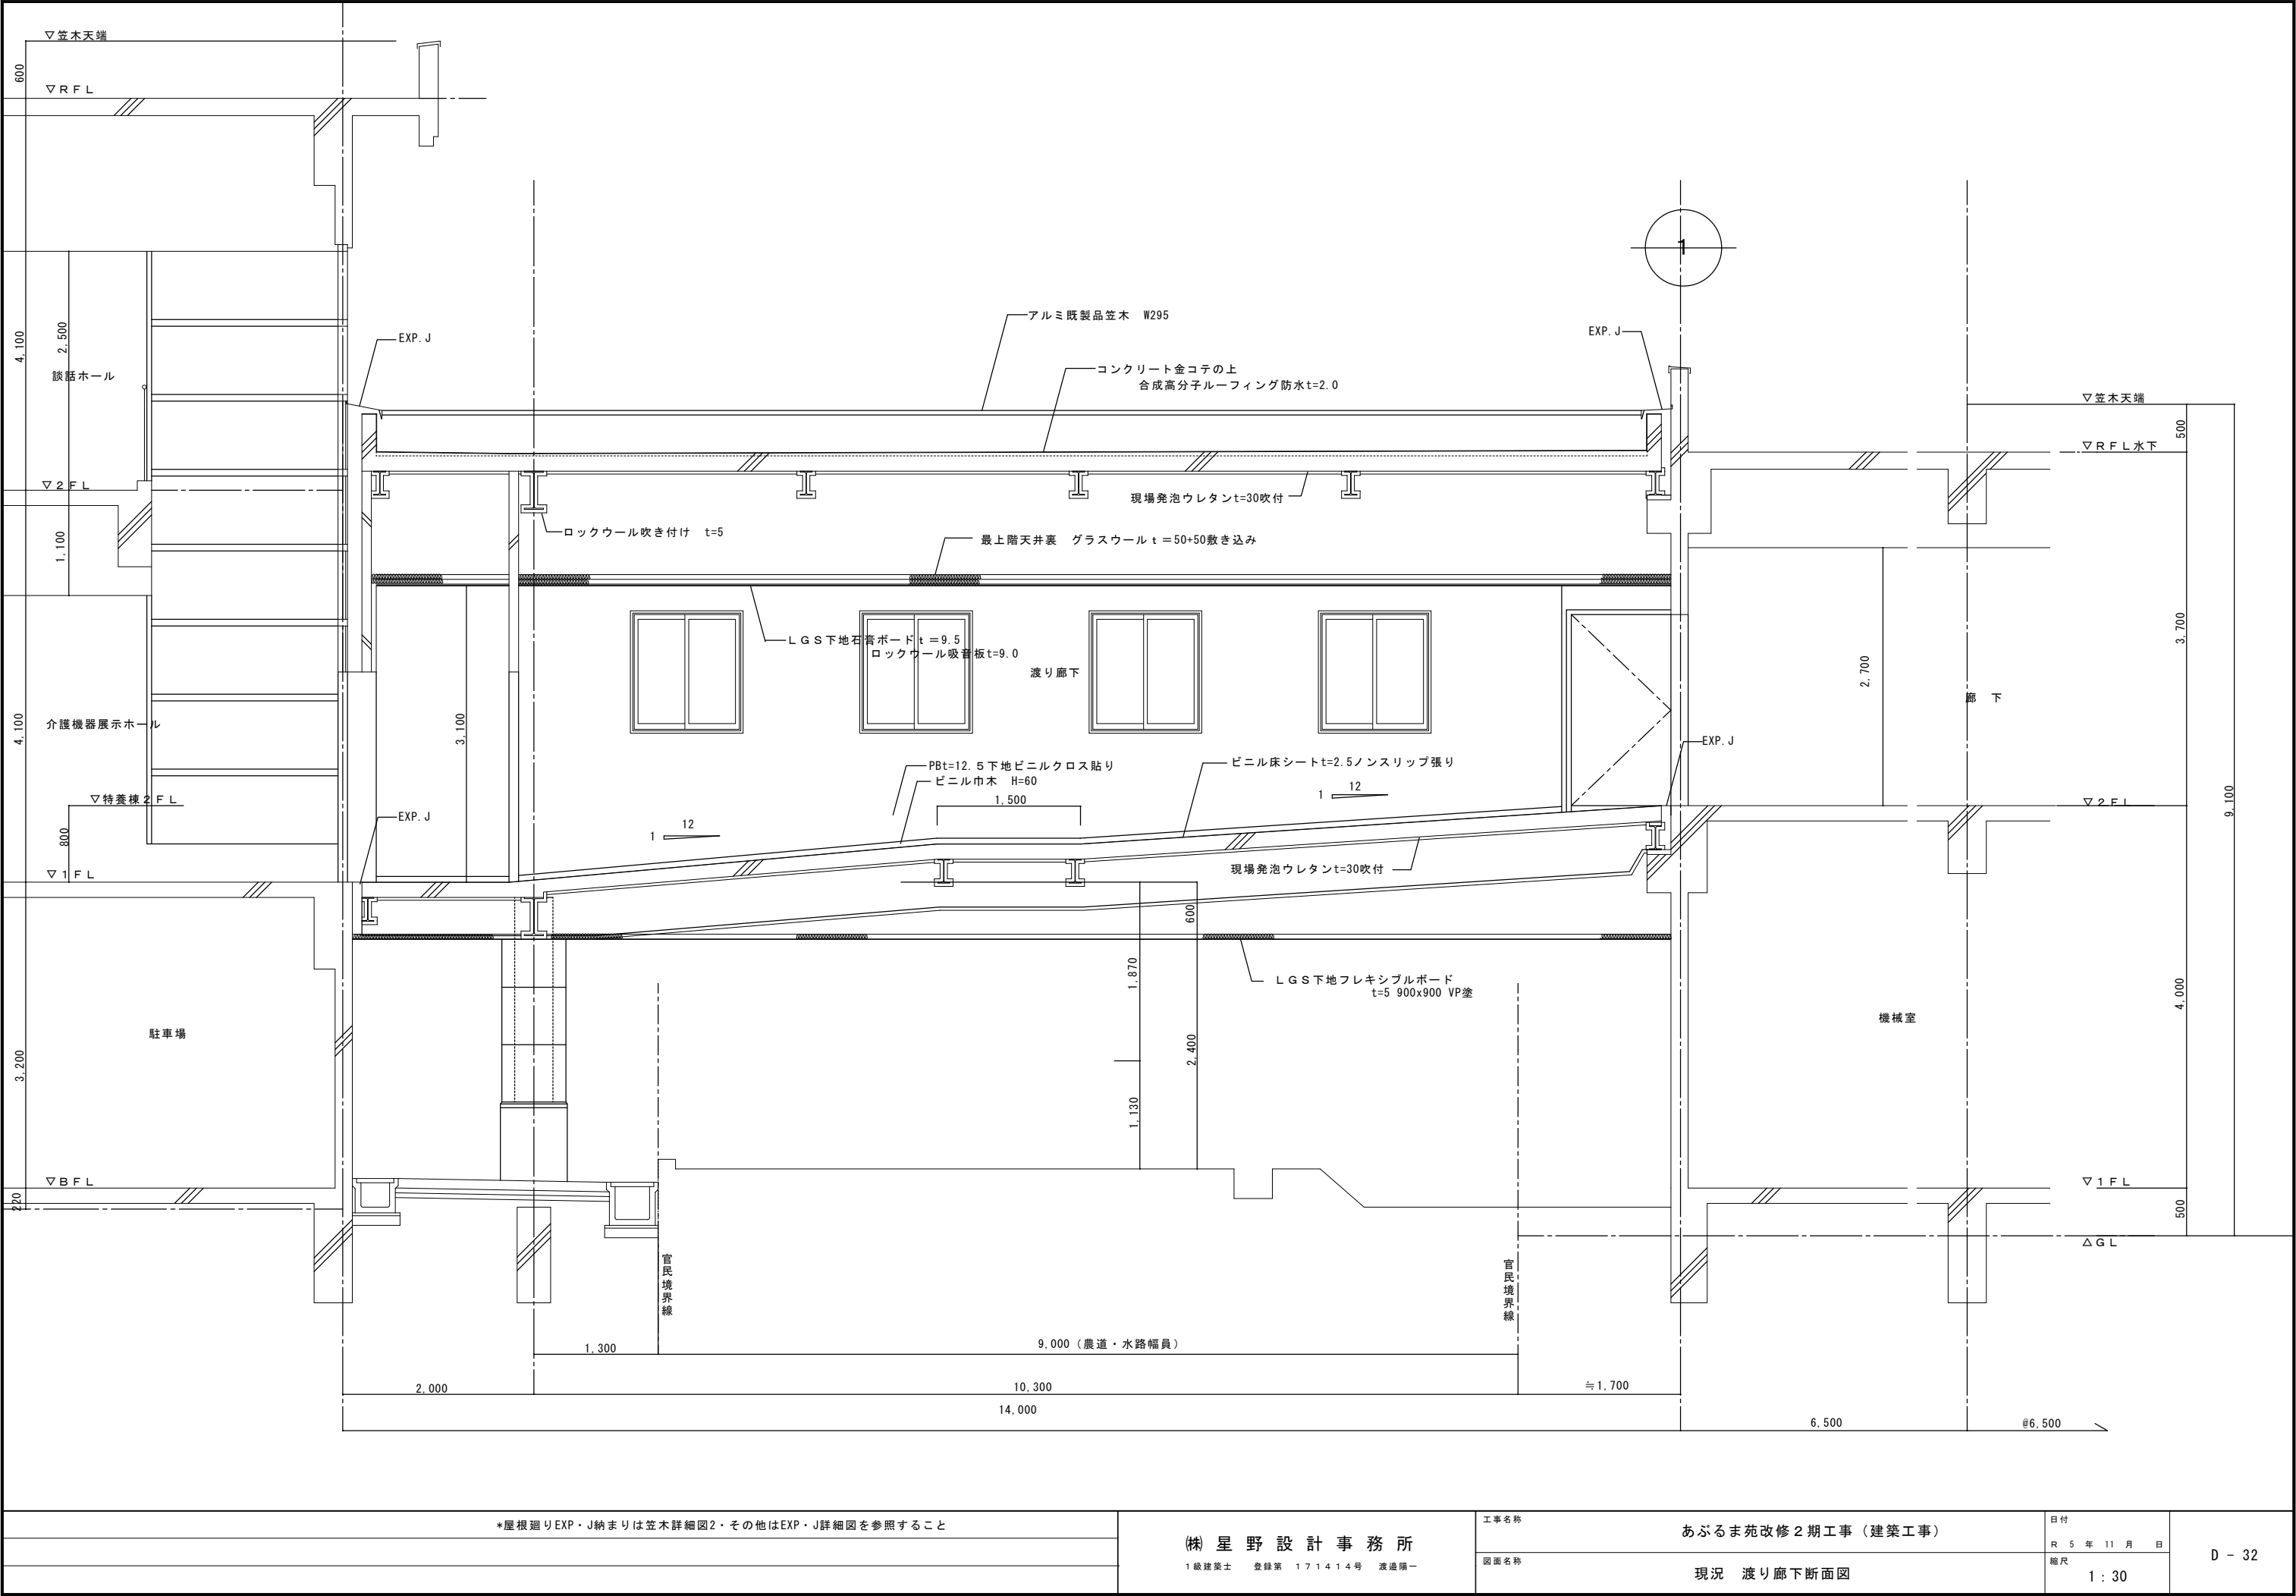 ▽笠木天端
600
▽ＲＦＬ
1
4,100
2,500
談話ホール
▽２ＦＬ
1,100
4,100
介護機器展示ホール
▽特養棟２ＦＬ
800
▽１ＦＬ
駐車場
3,200
▽ＢＦＬ
220
EXP.J
アルミ既製品笠木　W295
EXP.J
コンクリート金コテの上
合成高分子ルーフィング防水t=2.0
現場発泡ウレタンt=30吹付
ロックウール吹き付け　t=5
最上階天井裏　グラスウールｔ＝50+50敷き込み
ＬＧＳ下地石膏ボードｔ＝9.5
ロックウール吸音板t=9.0
渡り廊下
3,100
PBt=12.５下地ビニルクロス貼り
ビニル巾木　H=60
ビニル床シートt=2.5ノンスリップ張り
1,500
1
12
1
12
EXP.J
EXP.J
現場発泡ウレタンt=30吹付
600
1,870
2,400
1,130
ＬＧＳ下地フレキシブルボード
t=5 900x900 VP塗
▽笠木天端
500
▽ＲＦＬ水下
3,700
2,700
廊　下
9,100
▽２ＦＬ
4,000
機械室
▽１ＦＬ
500
△ＧＬ
官民境界線
官民境界線
1,300
9,000（農道・水路幅員）
2,000
10,300
≒1,700
14,000
6,500
@6,500
*屋根廻りEXP・J納まりは笠木詳細図2・その他はEXP・J詳細図を参照すること
㈱ 星 野 設 計 事 務 所
１級建築士　登録第　１７１４１４号　渡邉陽一
工事名称
あぶるま苑改修２期工事（建築工事）
図面名称
現況　渡り廊下断面図
日付
Ｒ 5 年 11 月　日
縮尺
1 : 30
D - 32